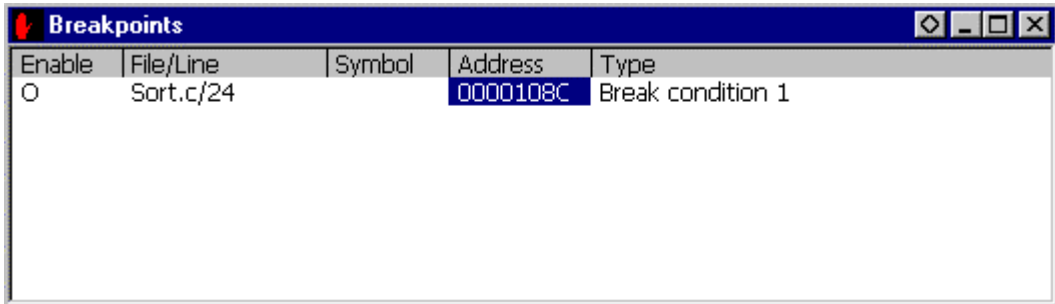 Breakpoints
Enable File/Line Symbol Address Type
O Sort.c/24 0000108C Break condition 1